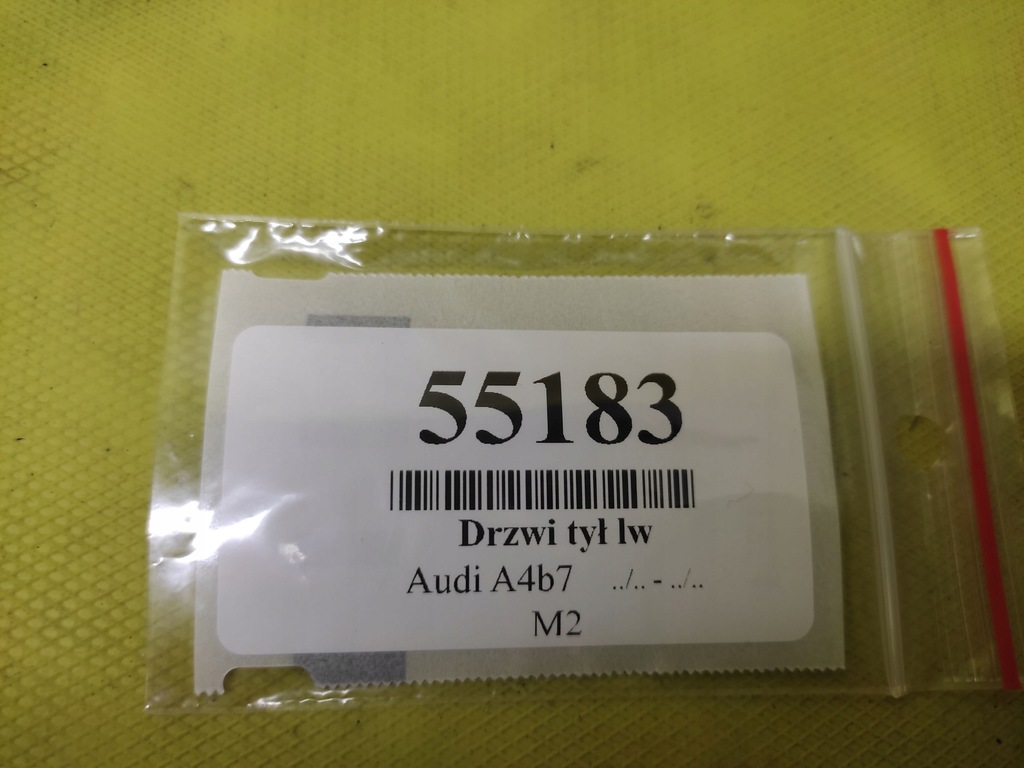 55183
Drzwi tył lw
Audi A4b7 ../.. - ../..
M2